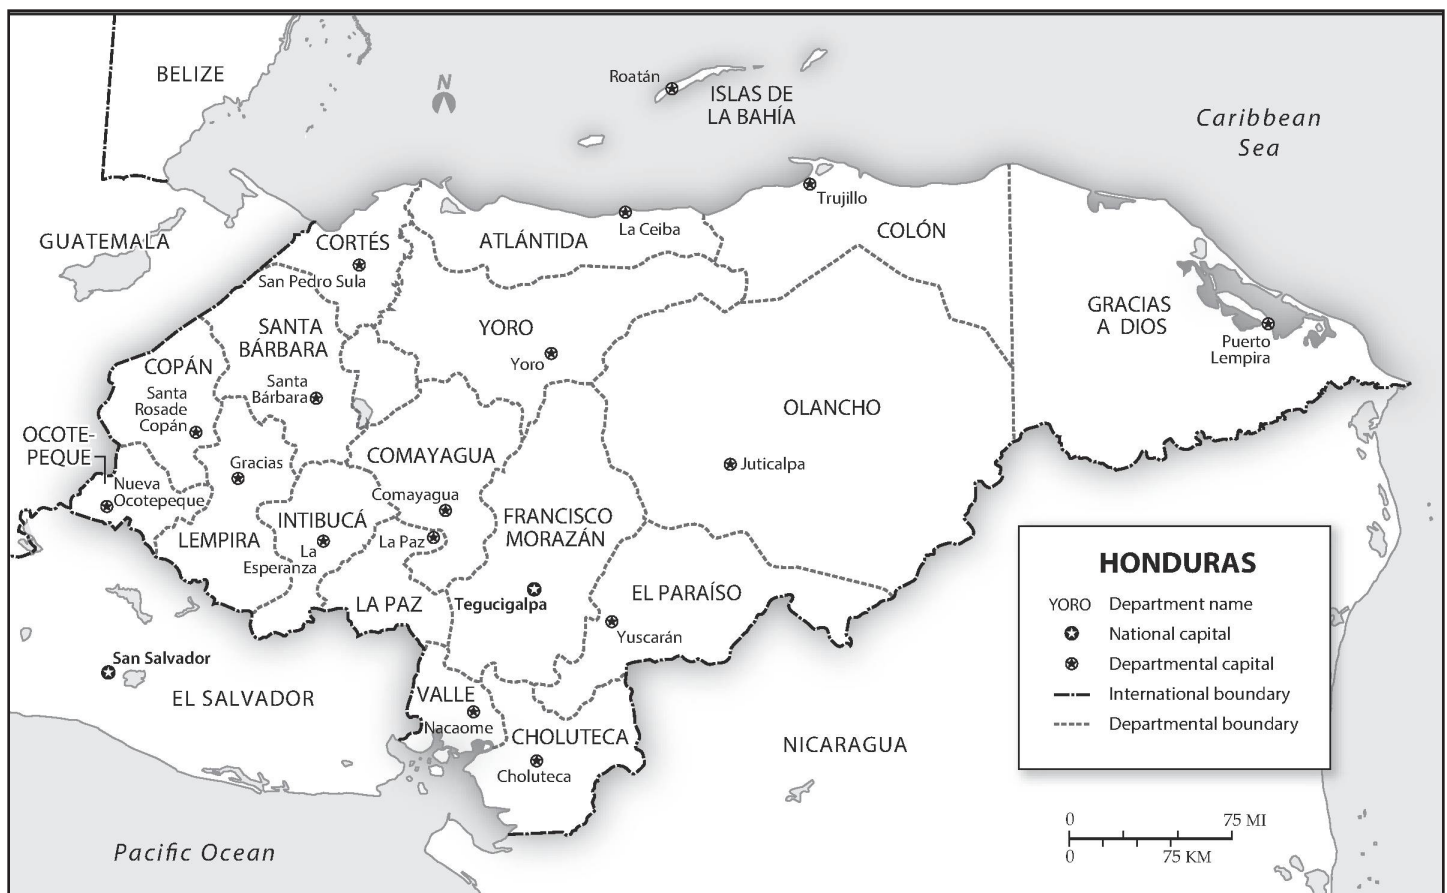 BELIZE
N
Roatán
ISLAS DE
LA BAHÍA
Caribbean
Sea
Trujillo
GUATEMALA
CORTÉS
ATLÁNTIDA
La Ceiba
COLÓN
San Pedro Sula
GRACIAS
A DIOS
SANTA
BÁRBARA
YORO
Puerto
Lempira
COPÁN
Yoro
Santa
Bárbara
Santa
Rosade
Copán
OLANCHO
OCOTE-
PEQUE
COMAYAGUA
Gracias
Juticalpa
Nueva
Ocotepeque
Comayagua
INTIBUCÁ
FRANCISCO
MORAZÁN
LEMPIRA
La Paz
La
Esperanza
HONDURAS
YORO Department name
National capital
Departmental capital
International boundary
Departmental boundary
LA PAZ
Tegucigalpa
EL PARAÍSO
Yuscarán
San Salvador
EL SALVADOR
VALLE
Nacaome
CHOLUTECA
Choluteca
NICARAGUA
Pacific Ocean
0 75 MI
0 75 KM